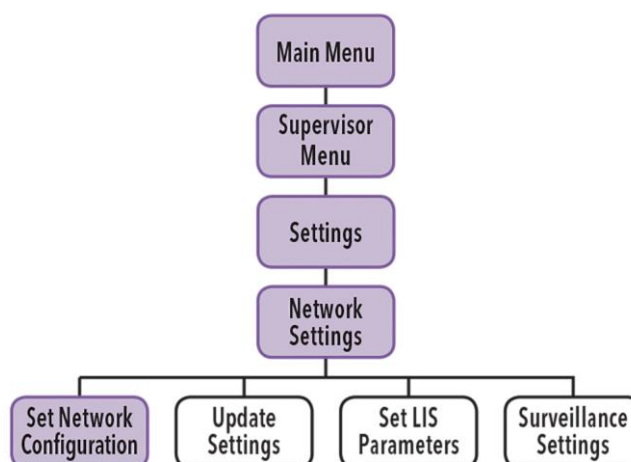 Main Menu
Supervisor
Menu
Settings
Network
Settings
Set Network
Configuration
Update
Settings
Set LIS
Parameters
Surveillance
Settings